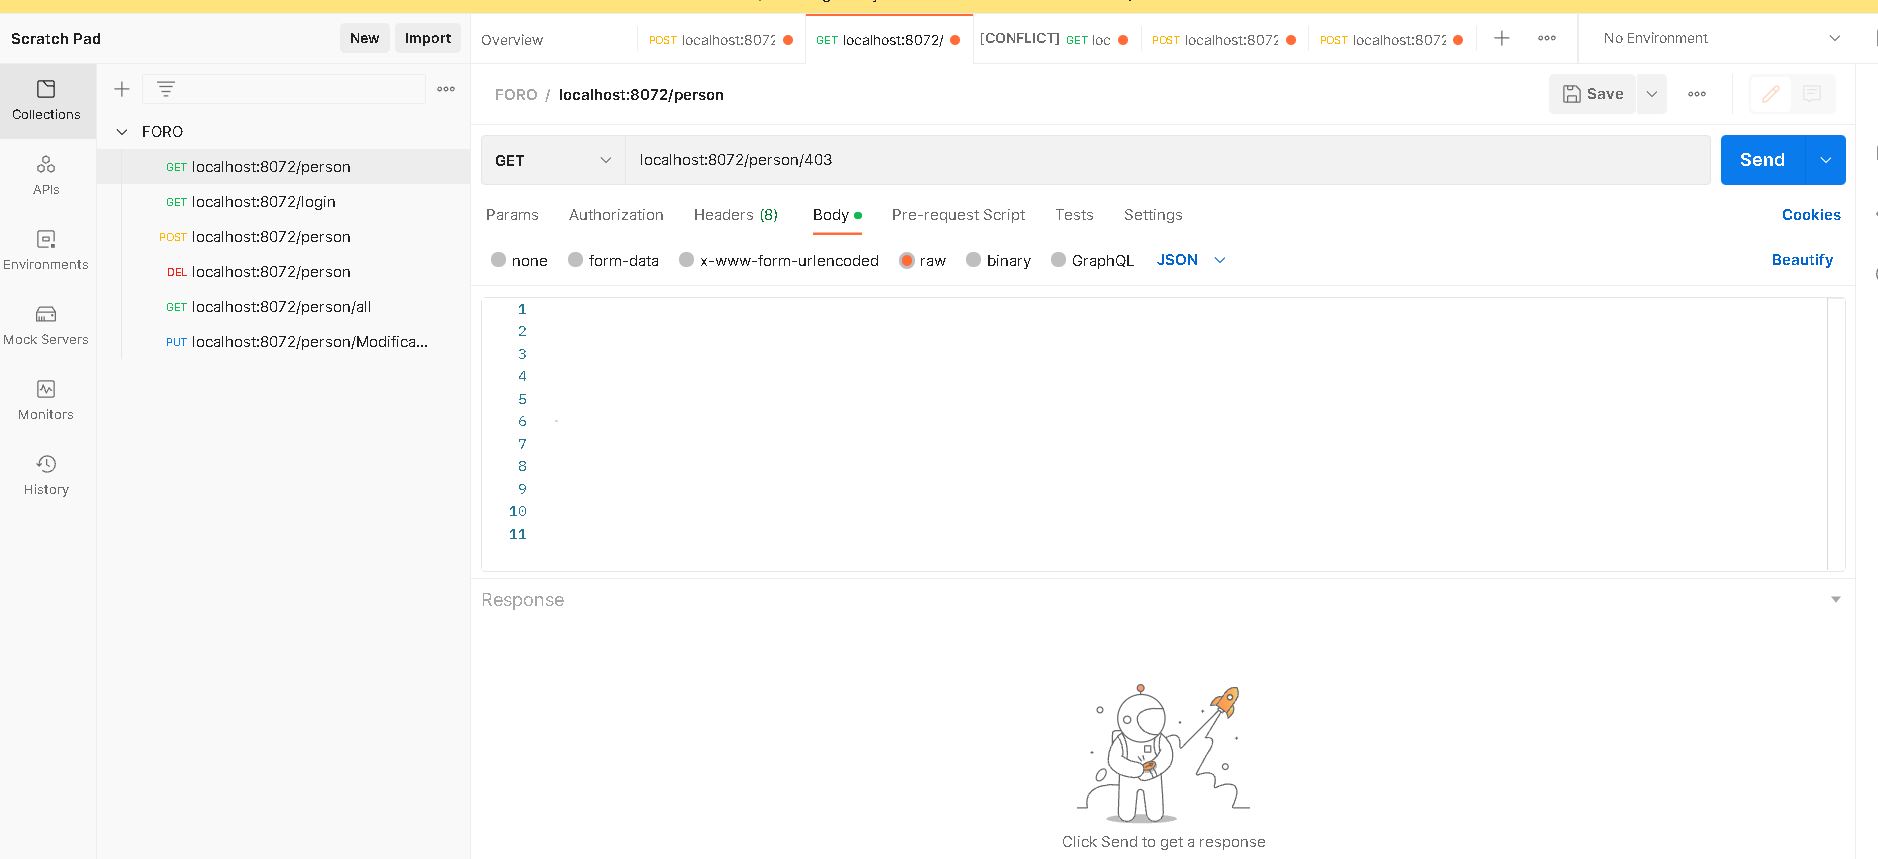 Scratch Pad
New
Import
Overview
POST localhost:8072
GET localhost:8072/
[CONFLICT] GET loc
POST localhost:8072
POST localhost:8072
No Environment
Collections
APIs
Environments
Mock Servers
Monitors
History
FORO
GET localhost:8072/person
GET localhost:8072/login
POST localhost:8072/person
DEL localhost:8072/person
GET localhost:8072/person/all
PUT localhost:8072/person/Modifica...
FORO / localhost:8072/person
Save
GET
localhost:8072/person/403
Send
Params Authorization Headers (8) Body Pre-request Script Tests Settings
Cookies
none form-data x-www-form-urlencoded raw binary GraphQL JSON
Beautify
1
2
3
4
5
6
7
8
9
10
11
Response
Click Send to get a response